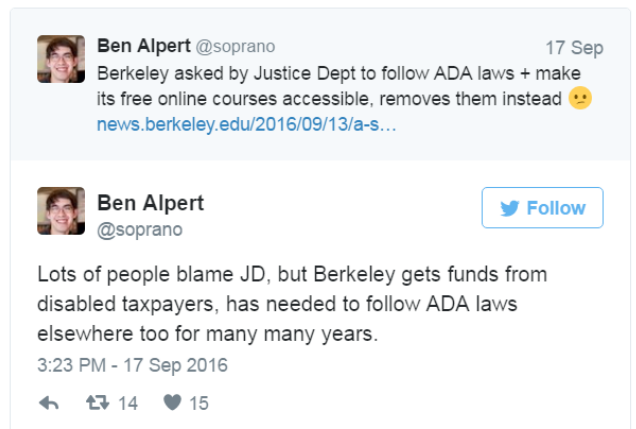 Ben Alpert @soprano 17 Sep
Berkeley asked by Justice Dept to follow ADA laws + make
its free online courses accessible, removes them instead 😕
news.berkeley.edu/2016/09/13/a-s...
Ben Alpert
@soprano
Follow
Lots of people blame JD, but Berkeley gets funds from
disabled taxpayers, has needed to follow ADA laws
elsewhere too for many many years.
3:23 PM - 17 Sep 2016
14 15